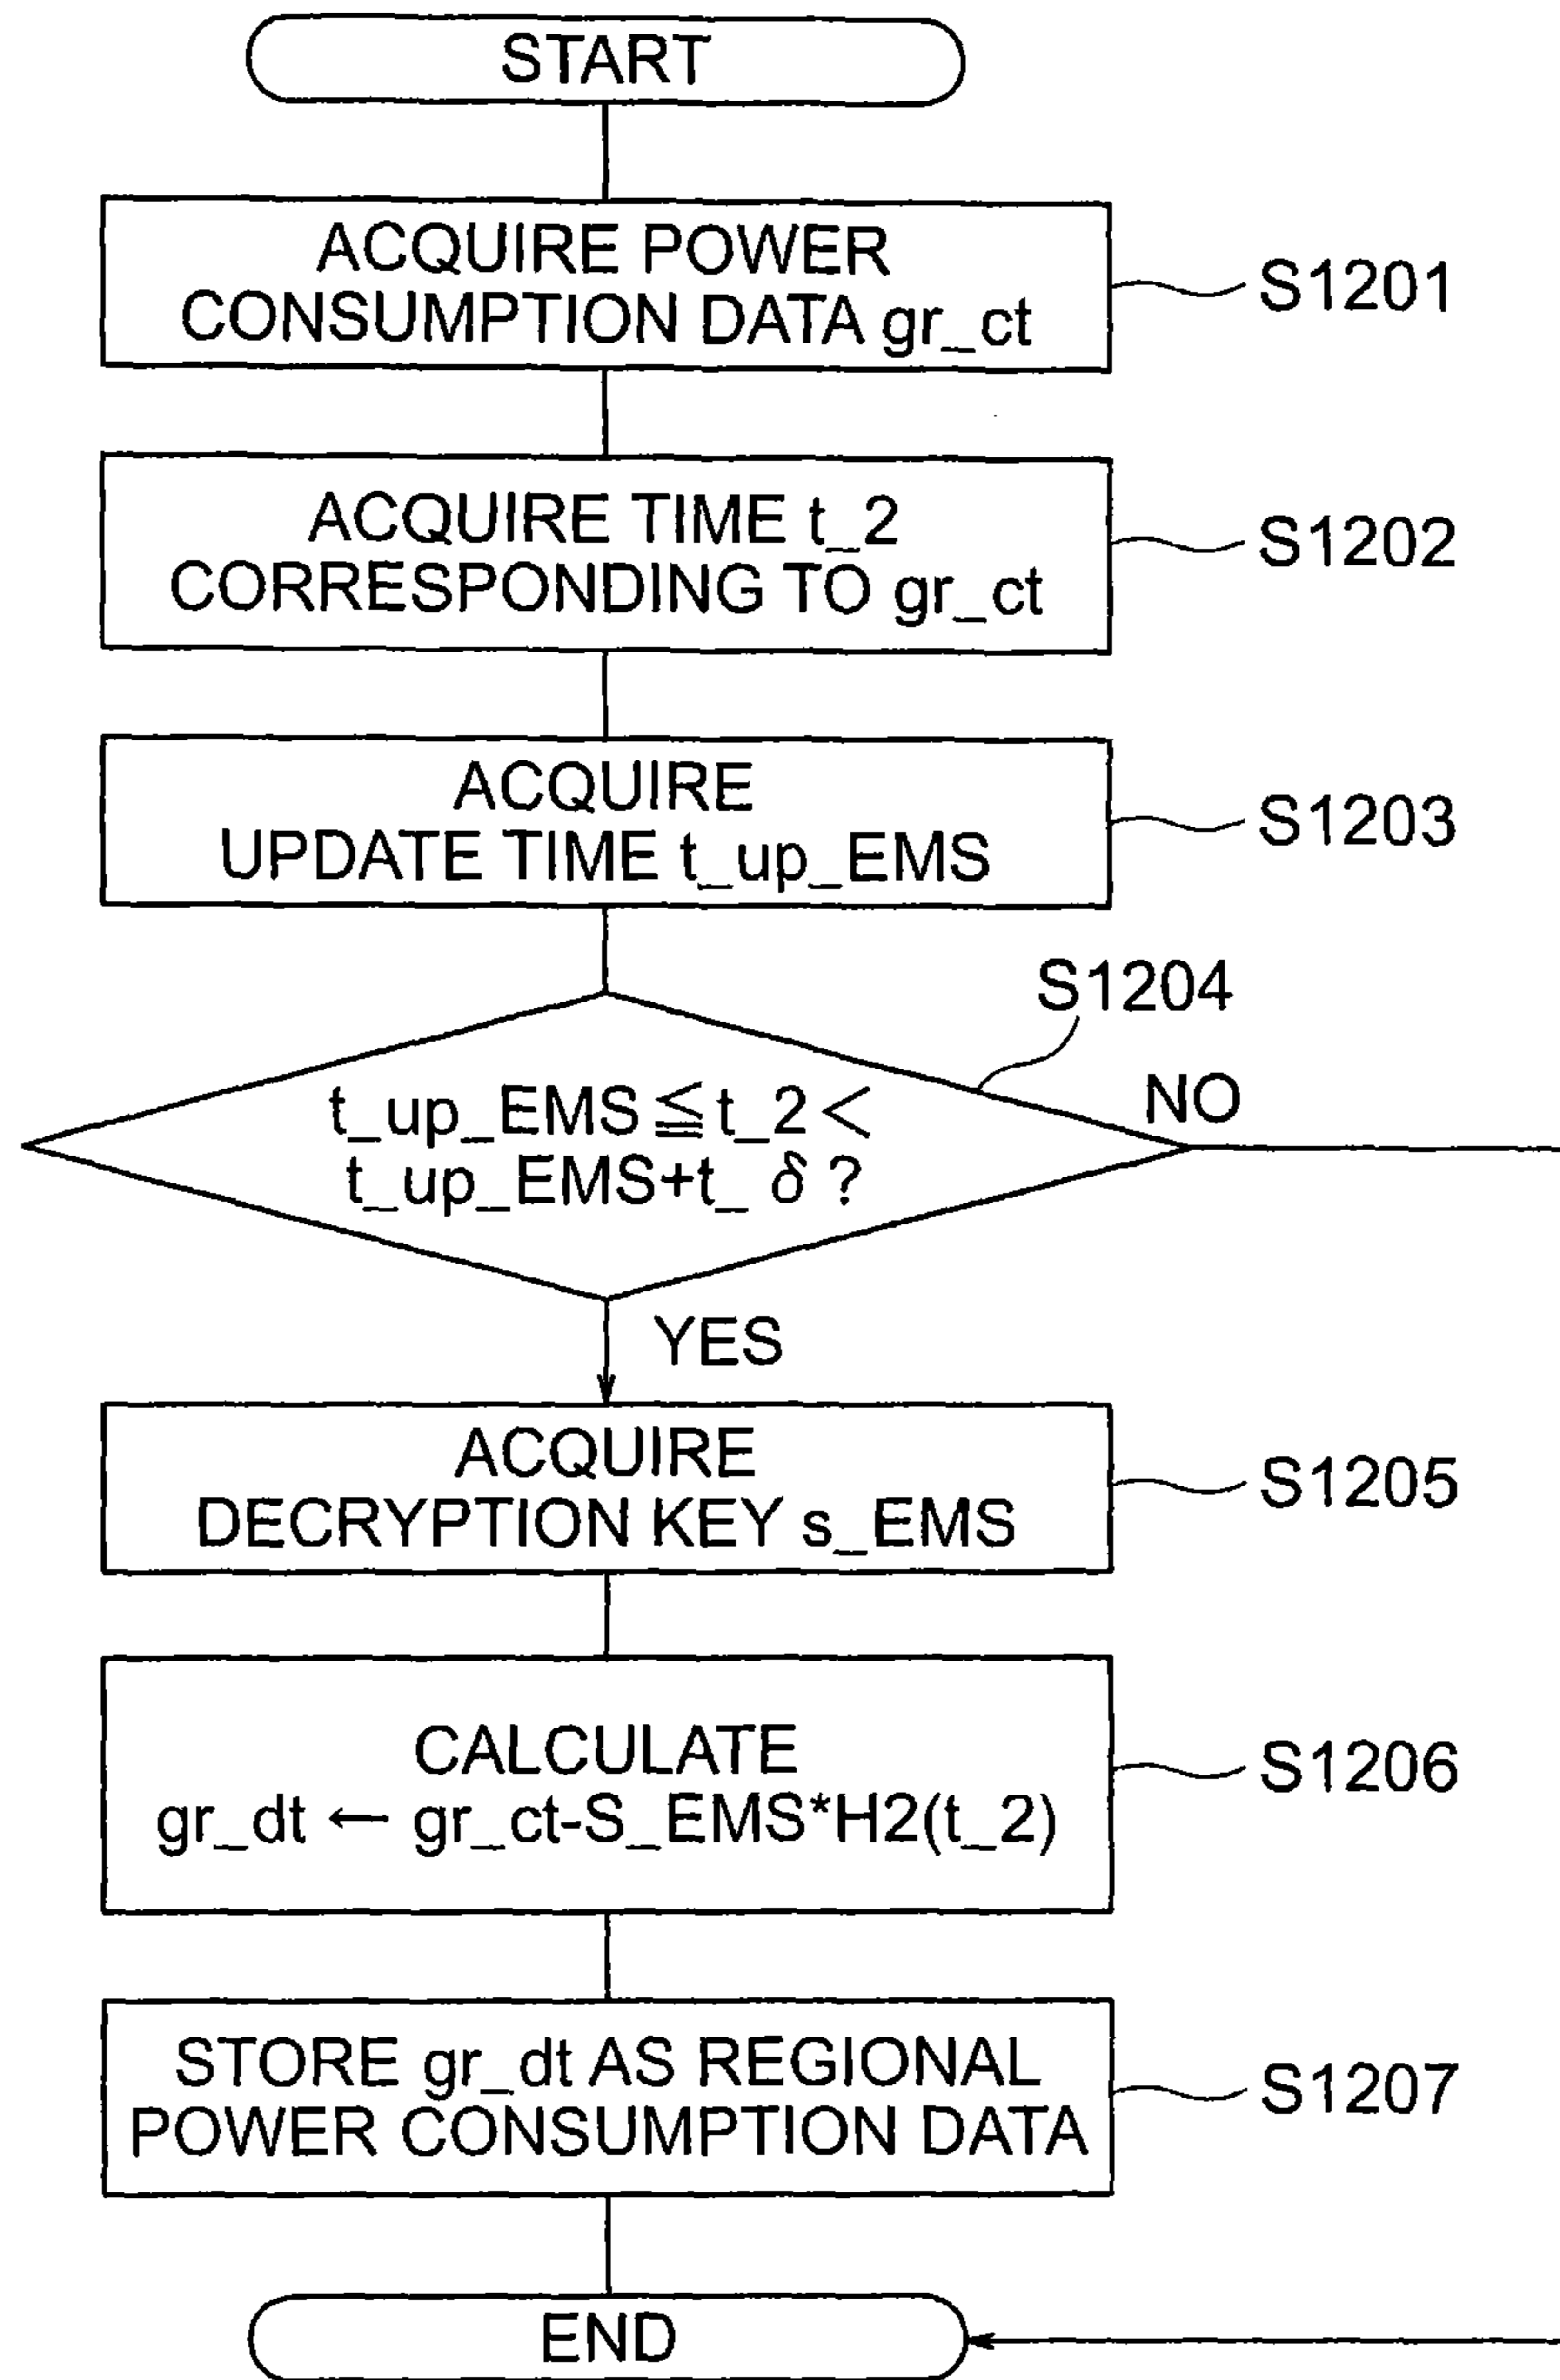 START
ACQUIRE POWER
CONSUMPTION DATA gr_ct
S1201
ACQUIRE TIME t_2
CORRESPONDING TO gr_ct
S1202
ACQUIRE
UPDATE TIME t_up_EMS
S1203
S1204
t_up_EMS≦t_2<
t_up_EMS+t_δ?
NO
YES
ACQUIRE
DECRYPTION KEY s_EMS
S1205
CALCULATE
gr_dt ← gr_ct-S_EMS*H2(t_2)
S1206
STORE gr_dt AS REGIONAL
POWER CONSUMPTION DATA
S1207
END